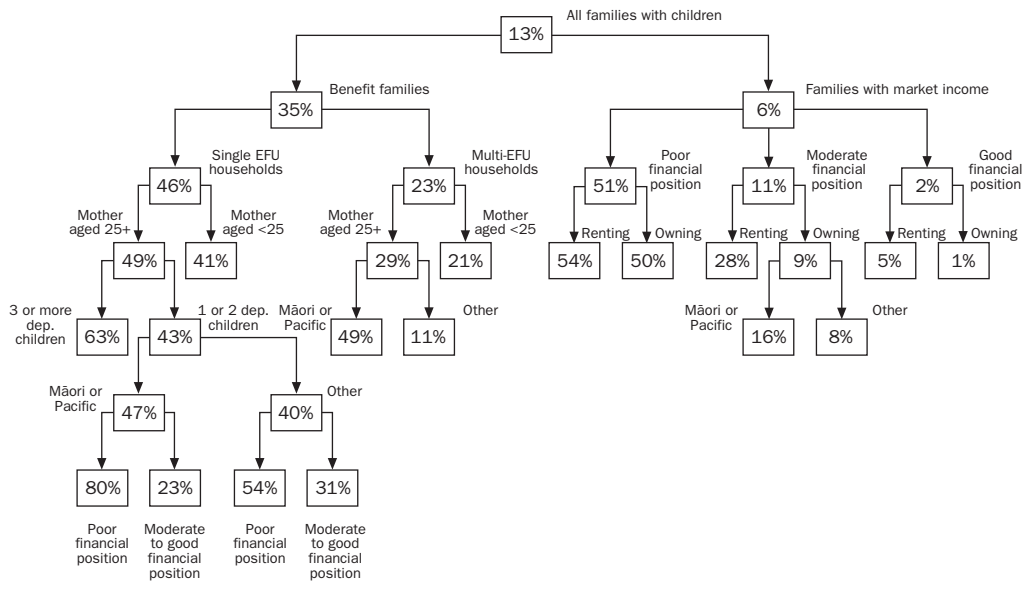 All families with children
13%
Benefit families
35%
Families with market income
6%
Single EFU
households
46%
Multi-EFU
households
23%
Poor
financial
position
51%
Moderate
financial
position
11%
Good
financial
position
2%
Mother
aged 25+
49%
Mother
aged <25
41%
Mother
aged 25+
29%
Mother
aged <25
21%
Renting
54%
Owning
50%
Renting
28%
Owning
9%
Renting
5%
Owning
1%
3 or more
dep.
children
63%
1 or 2 dep.
children
43%
Māori or
Pacific
49%
Other
11%
Māori or
Pacific
16%
Other
8%
Māori or
Pacific
47%
Other
40%
80%
23%
54%
31%
Poor
financial
position
Moderate
to good
financial
position
Poor
financial
position
Moderate
to good
financial
position